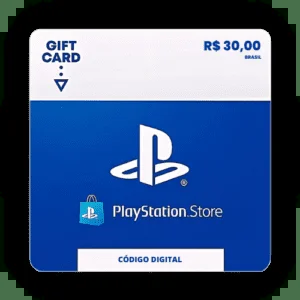 GIFT
CARD
R$ 30,00
BRASIL
PlayStation.Store
CÓDIGO DIGITAL